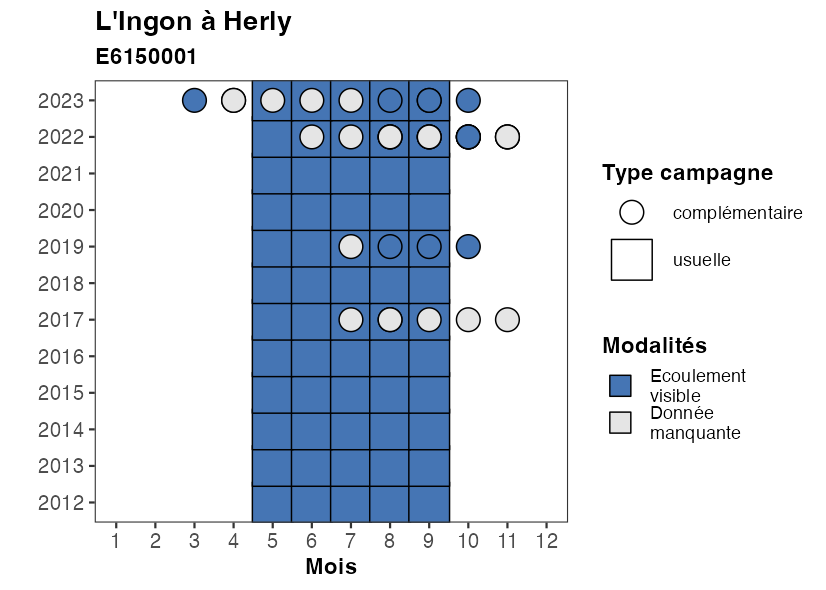 L'Ingon à Herly
E6150001
2023
2022
2021
2020
2019
2018
2017
2016
2015
2014
2013
2012
1 2 3 4 5 6 7 8 9 10 11 12
Mois
Type campagne
complémentaire
usuelle
Modalités
Ecoulement
visible
Donnée
manquante